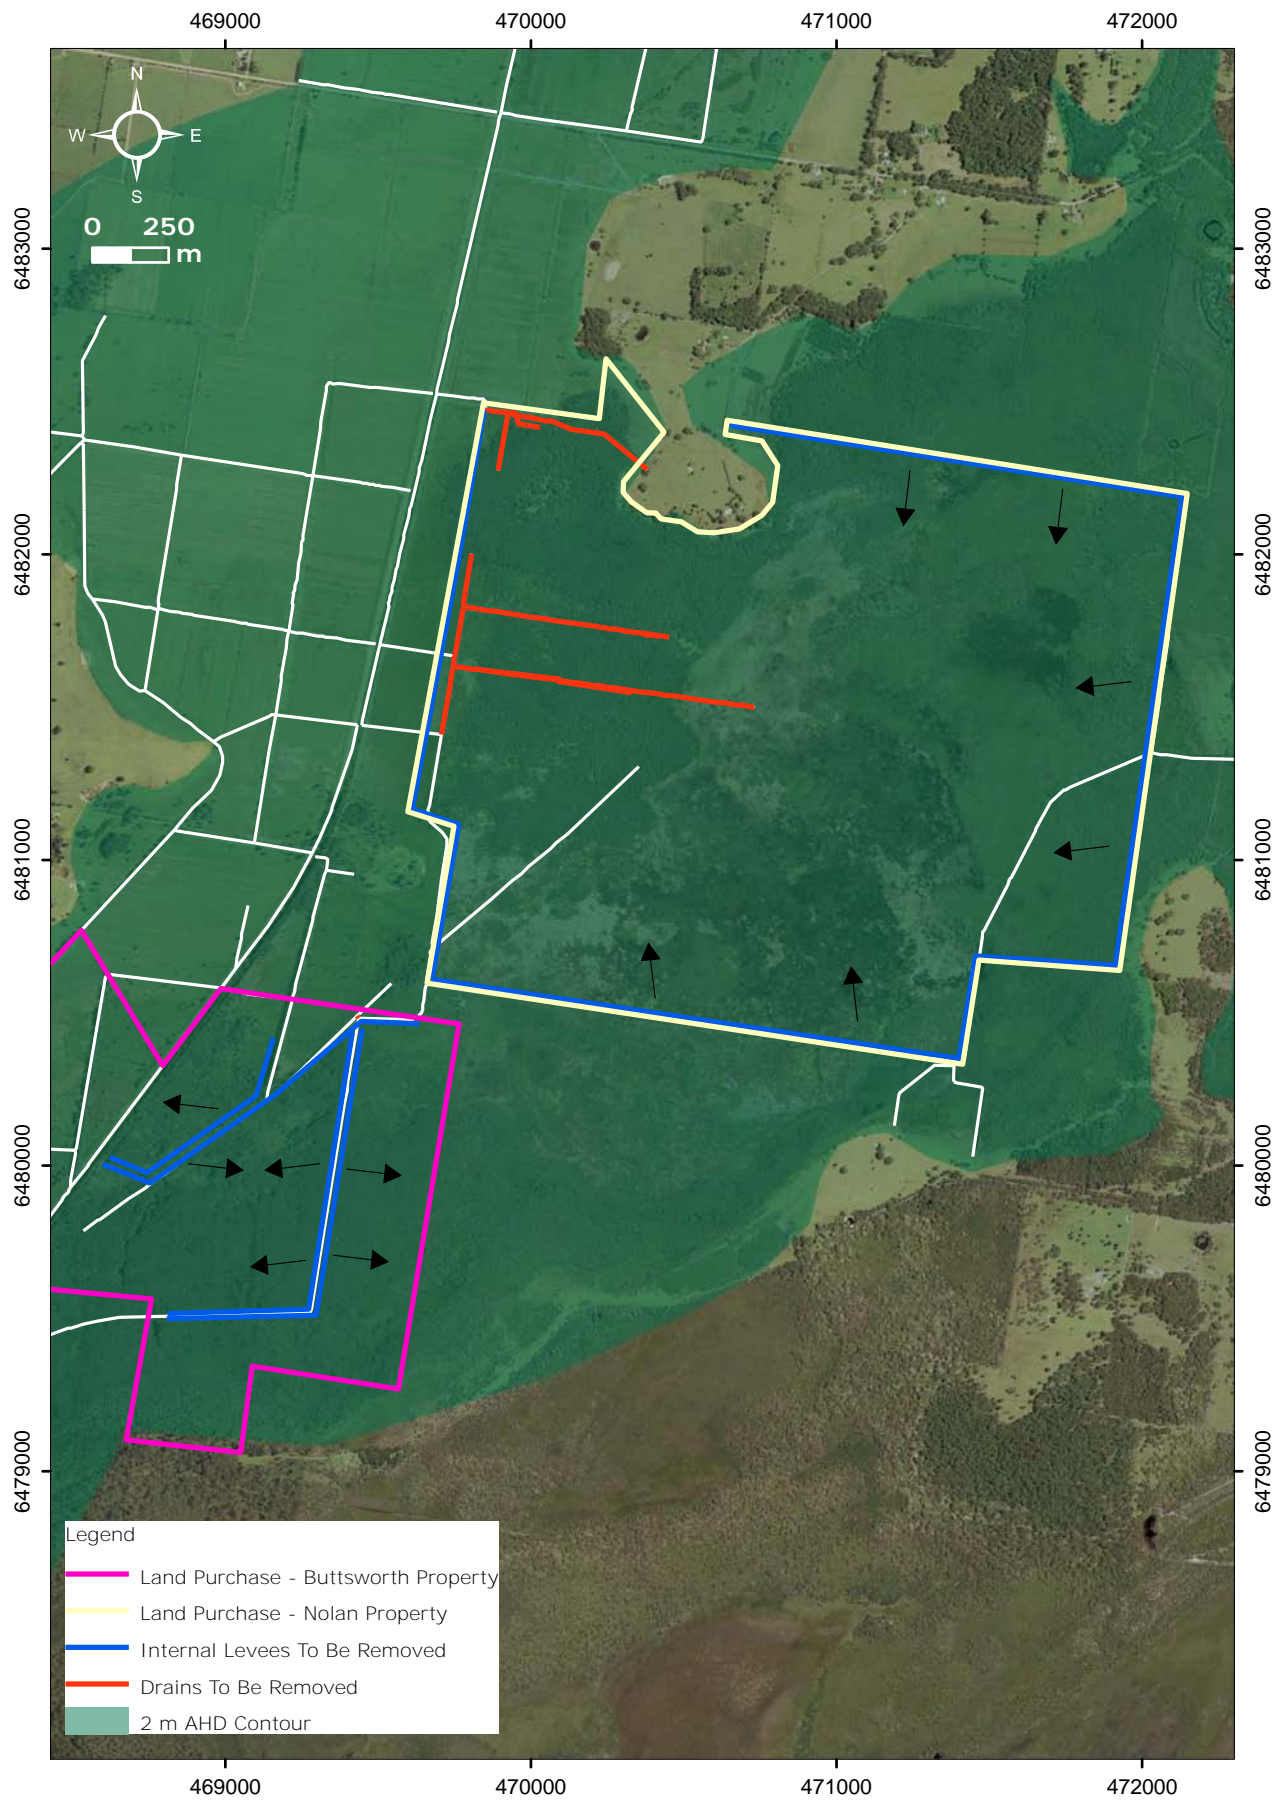 469000 470000 471000 472000
N
W E
S
0 250
m
6483000 6483000
6482000 6482000
6481000 6481000
6480000 6480000
6479000 6479000
Legend
Land Purchase - Buttsworth Property
Land Purchase - Nolan Property
Internal Levees To Be Removed
Drains To Be Removed
2 m AHD Contour
469000 470000 471000 472000